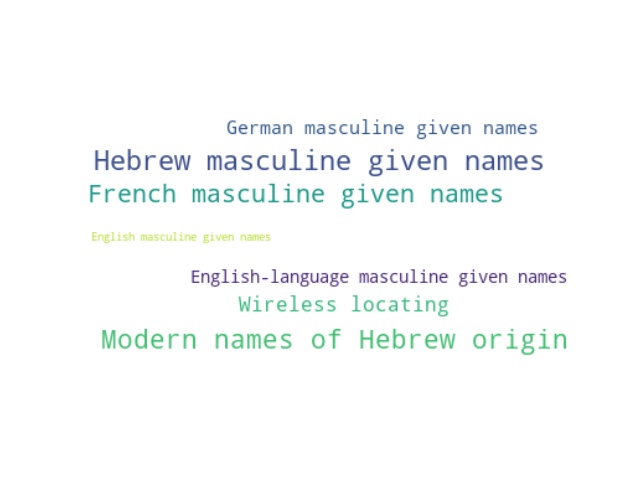 German masculine given names
Hebrew masculine given names
French masculine given names
English masculine given names
English-language masculine given names
Wireless locating
Modern names of Hebrew origin